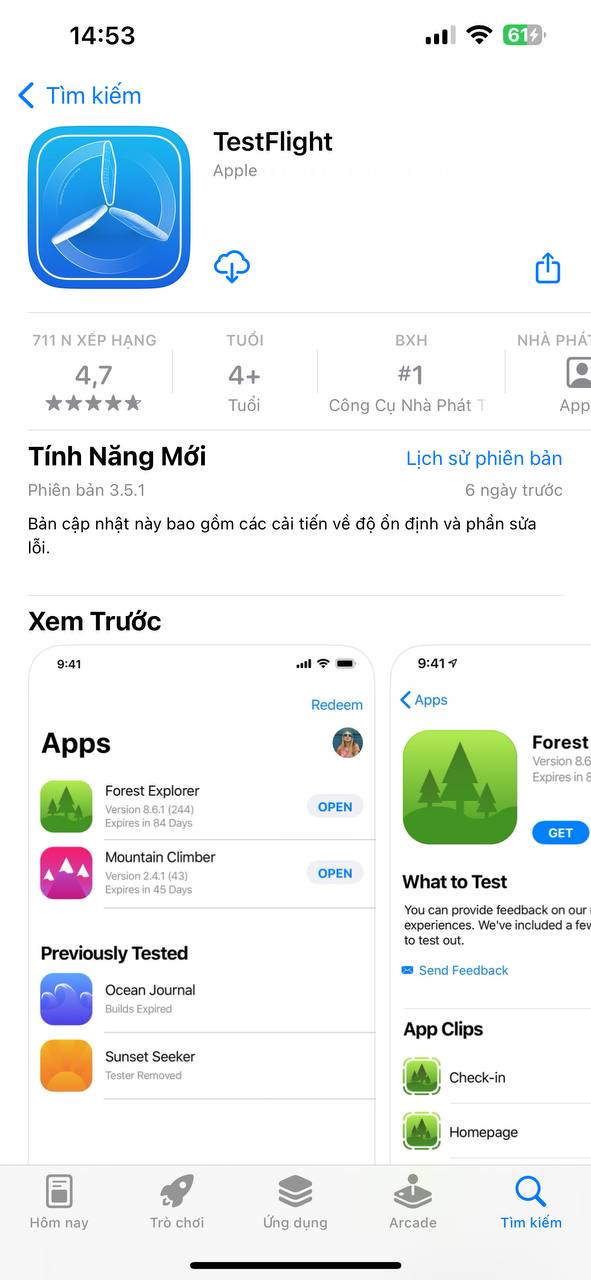 14:53
61
Tìm kiếm
TestFlight
Apple
711 N XẾP HẠNG
TUỔI
BXH
NHÀ PHÁT
4,7
4+
#1
Tuổi
Công Cụ Nhà Phát T
App
Tính Năng Mới
Lịch sử phiên bản
Phiên bản 3.5.1
6 ngày trước
Bản cập nhật này bao gồm các cải tiến về độ ổn định và phần sửa
lỗi.
Xem Trước
9:41
Redeem
Apps
Forest Explorer
Version 8.6.1 (244)
Expires in 84 Days
OPEN
Mountain Climber
Version 2.4.1 (43)
Expires in 45 Days
OPEN
Previously Tested
Ocean Journal
Builds Expired
Sunset Seeker
Tester Removed
9:41
Apps
Forest
Version 8.6
Expires in 8
GET
What to Test
You can provide feedback on our
experiences. We've included a few
to test out.
Send Feedback
App Clips
Check-in
Homepage
Hôm nay
Trò chơi
Ứng dụng
Arcade
Tìm kiếm